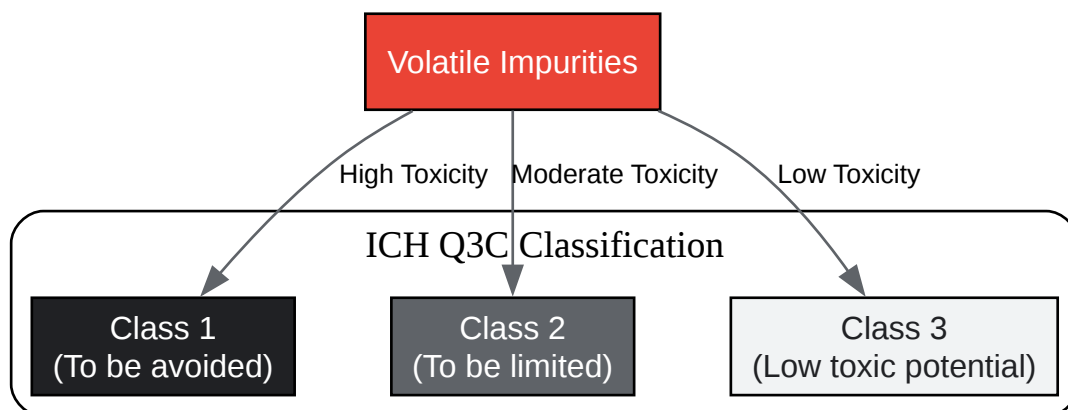 Volatile Impurities
High Toxicity
Moderate Toxicity
Low Toxicity
ICH Q3C Classification
Class 1
(To be avoided)
Class 2
(To be limited)
Class 3
(Low toxic potential)